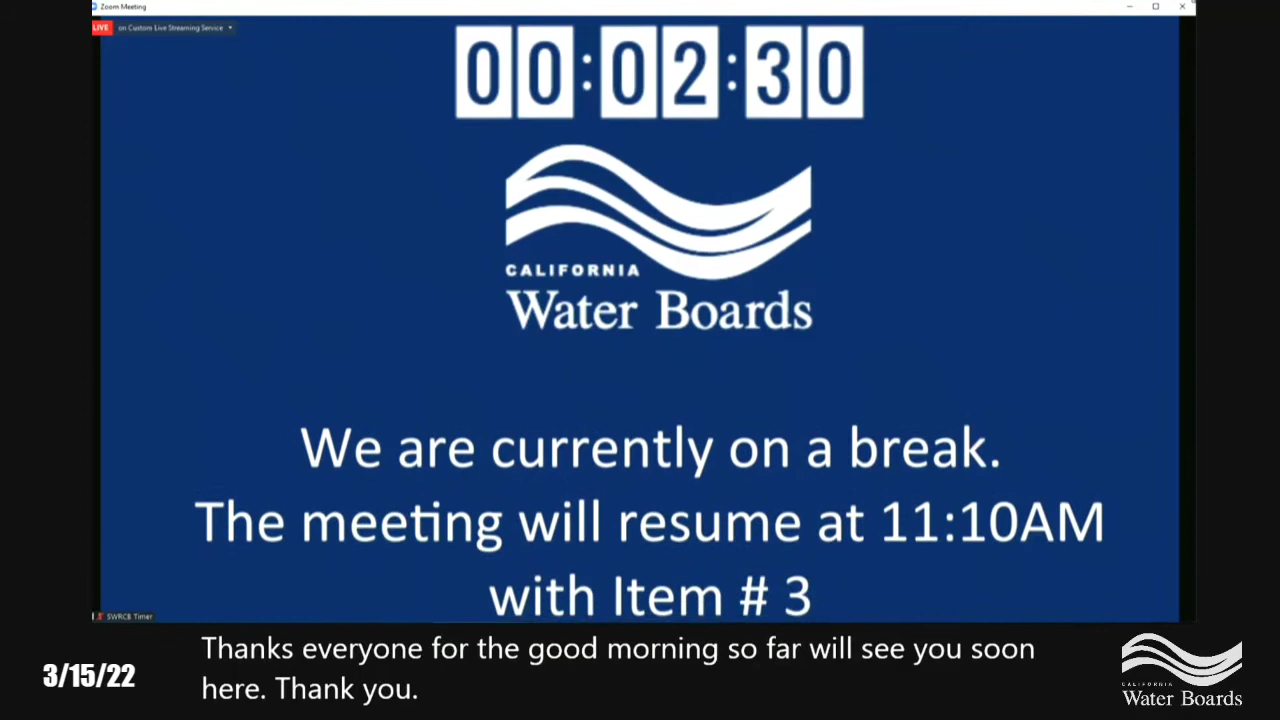 Zoom Meeting
LIVE on Custom Live Streaming Service
00:02:30
CALIFORNIA
Water Boards
We are currently on a break.
The meeting will resume at 11:10AM
with Item # 3
SWRCB Timer
Thanks everyone for the good morning so far will see you soon
here. Thank you.
3/15/22
CALIFORNIA
Water Boards